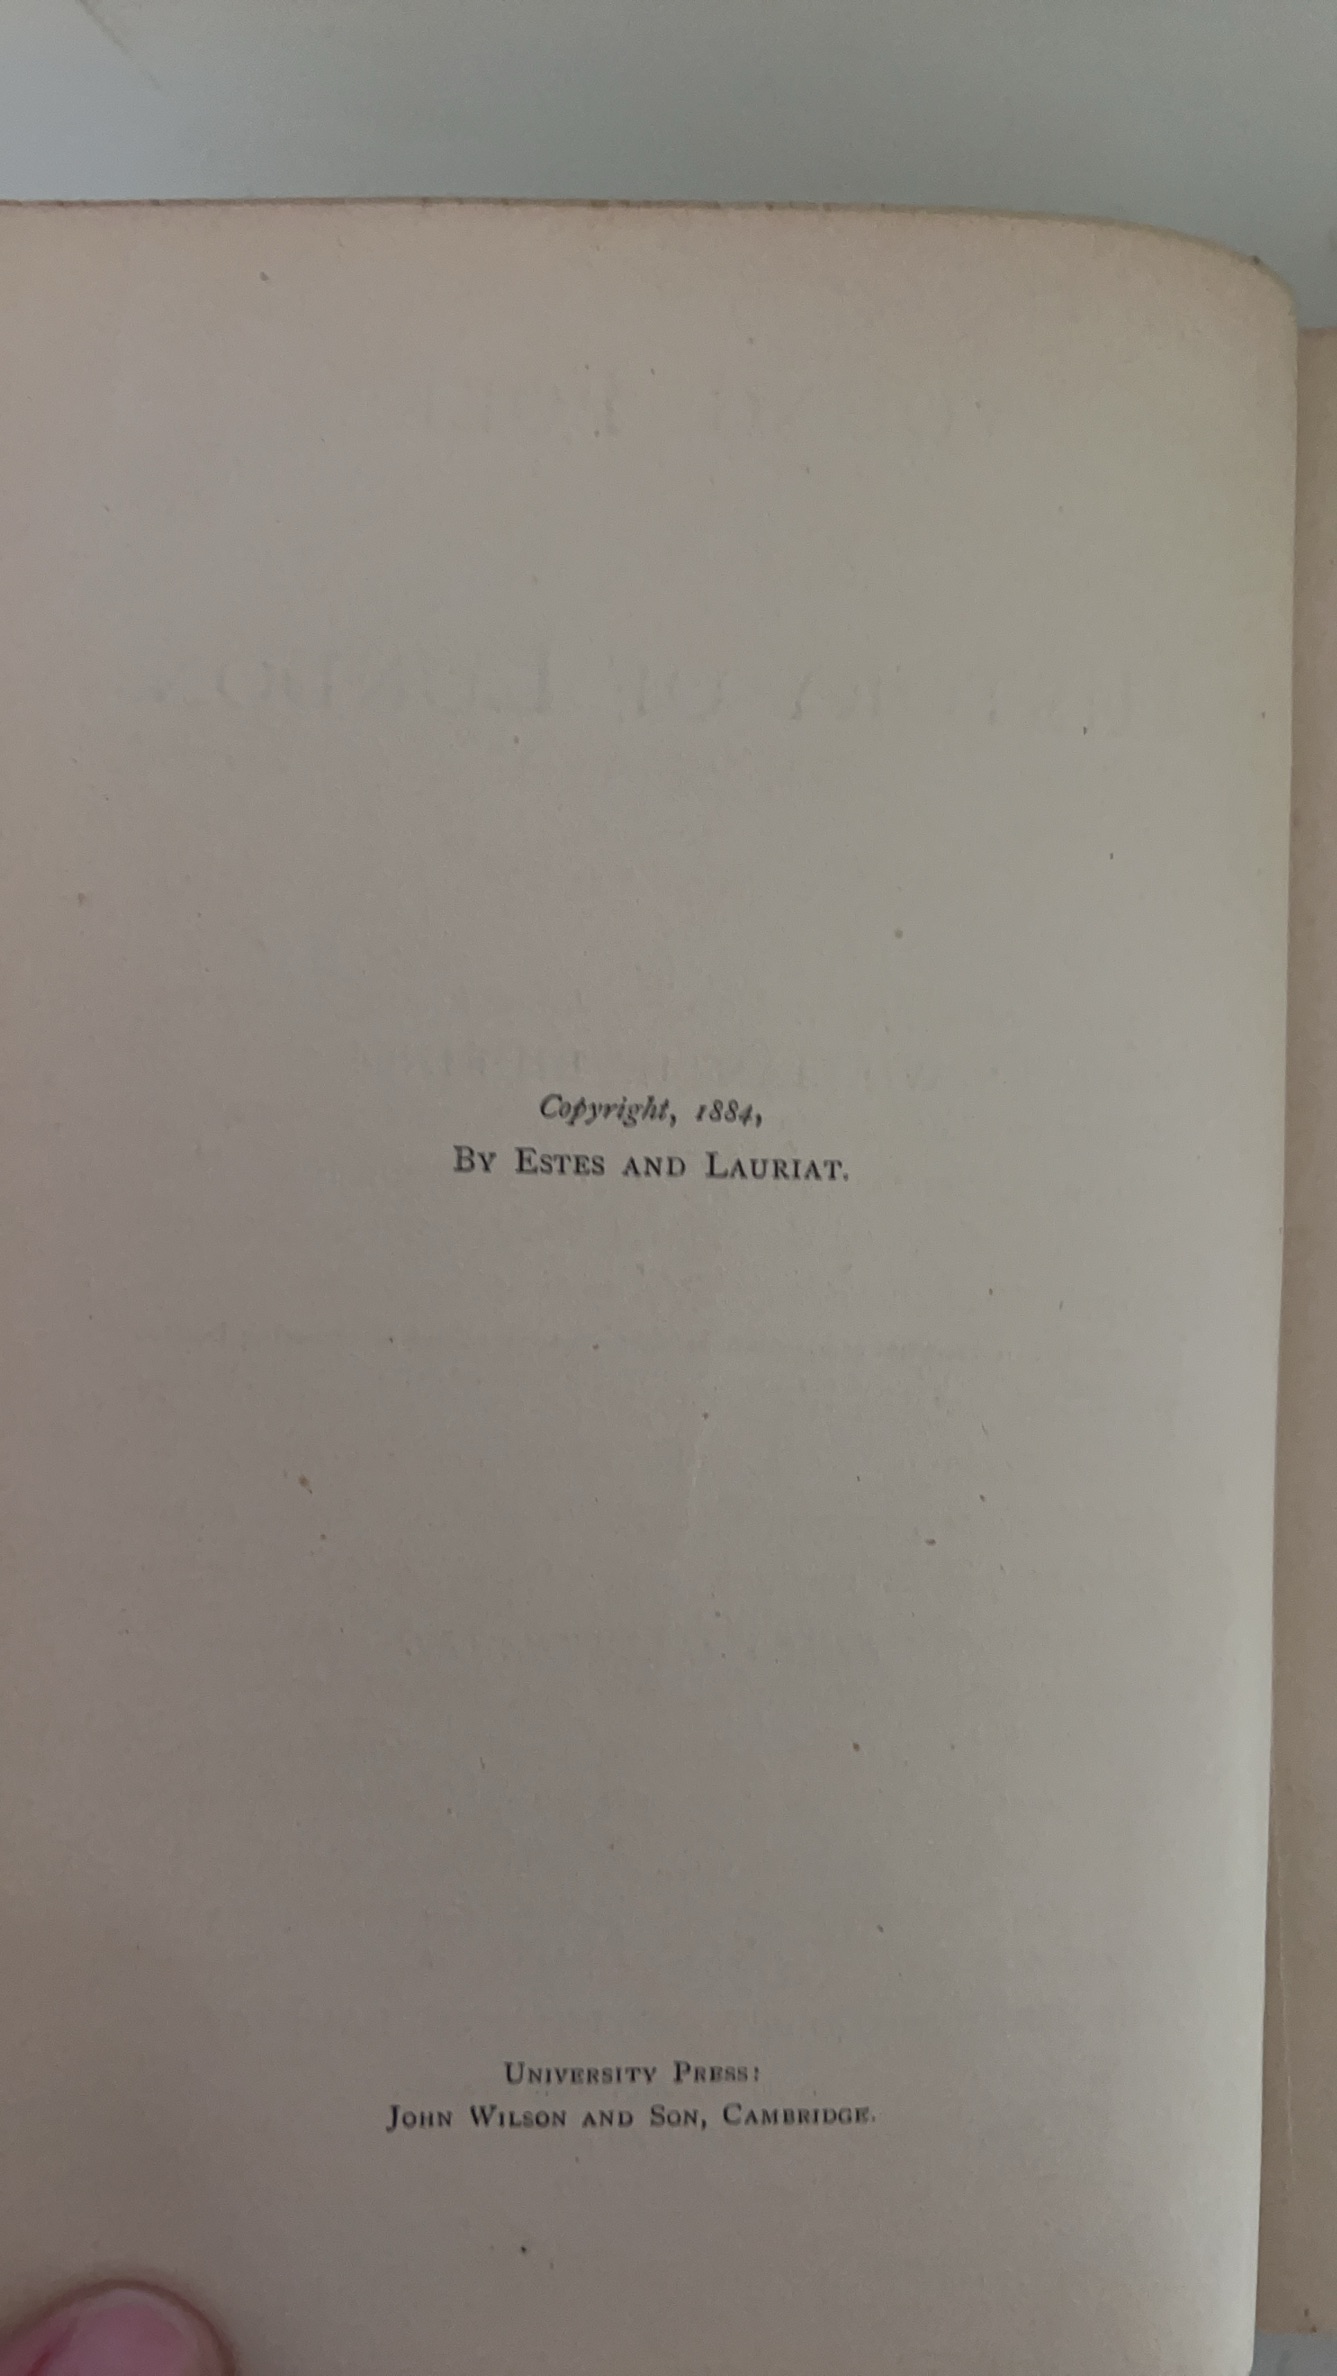 Copyright, 1884,
BY ESTES AND LAURIAT.
UNIVERSITY PRESS:
JOHN WILSON AND SON, CAMBRIDGE.